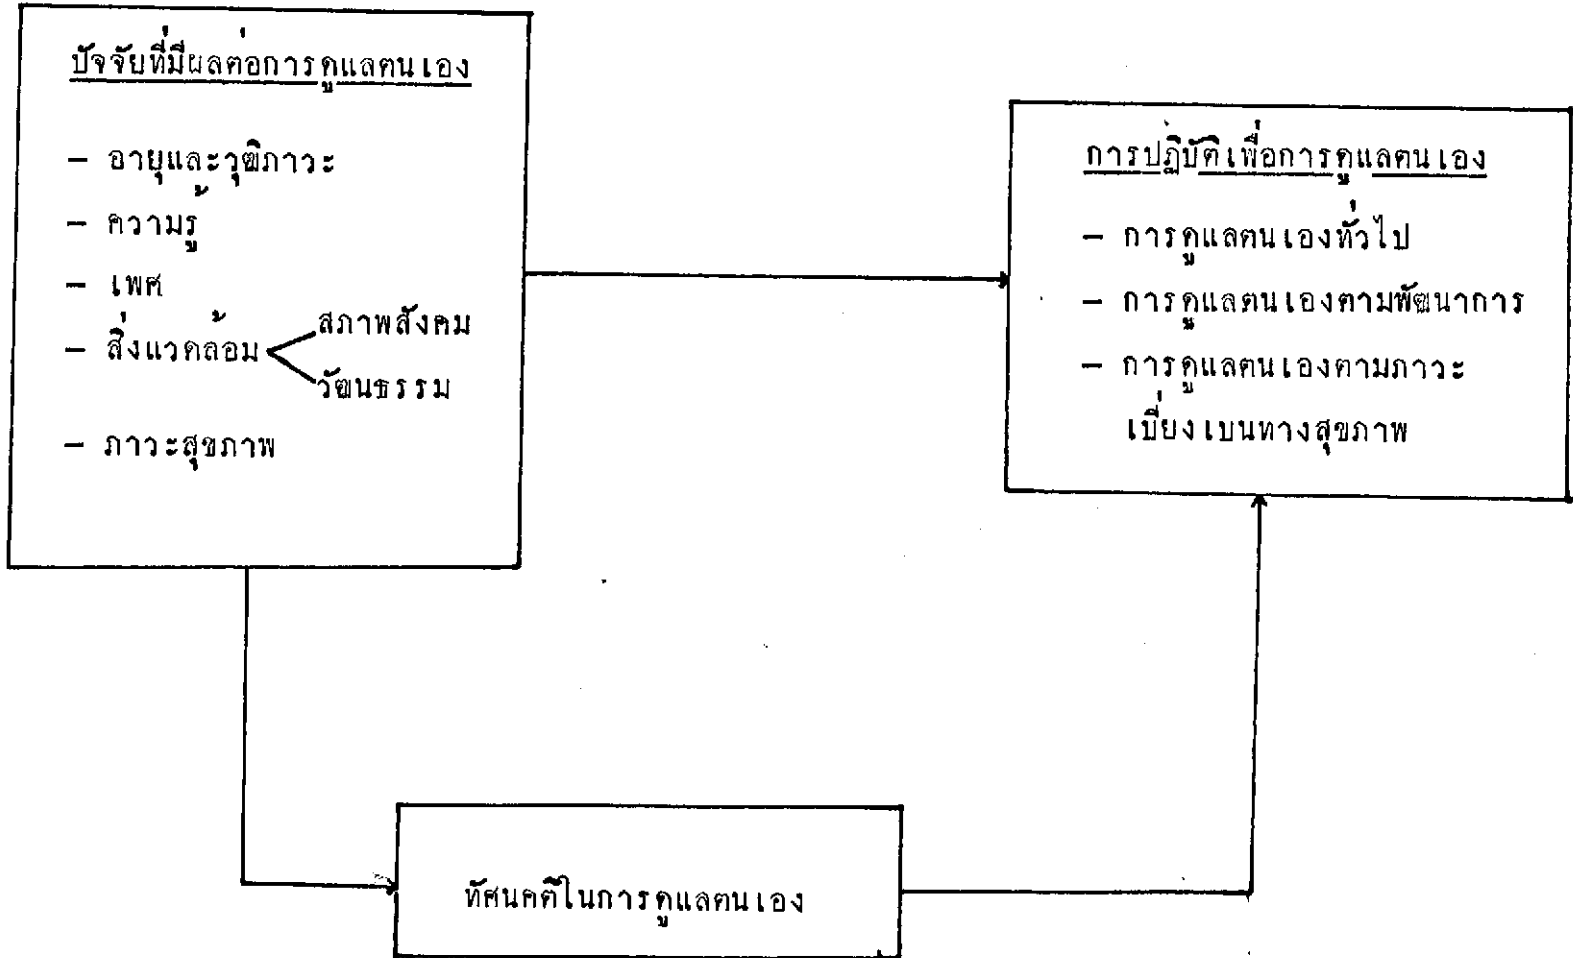 ปัจจัยที่มีผลต่อการดูแลตนเอง
- อายุและวุฒิภาวะ
- ความรู้
- เพศ
- สิ่งแวดล้อม
สภาพสังคม
วัฒนธรรม
- ภาวะสุขภาพ
การปฏิบัติเพื่อการดูแลตนเอง
- การดูแลตนเองทั่วไป
- การดูแลตนเองตามพัฒนาการ
- การดูแลตนเองตามภาวะ
เบี่ยงเบนทางสุขภาพ
ทัศนคติในการดูแลตนเอง